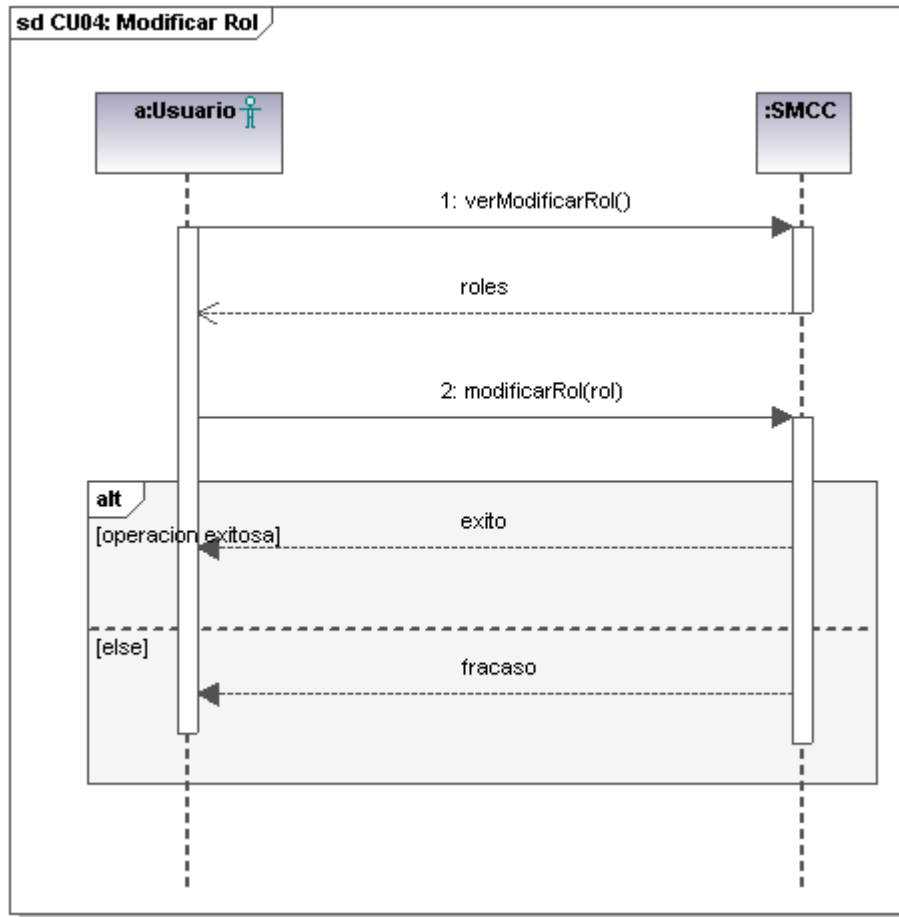 sd CU04: Modificar Rol
a:Usuario
:SMCC
1: verModificarRol()
roles
2: modificarRol(rol)
alt
[operacion exitosa]
exito
[else]
fracaso